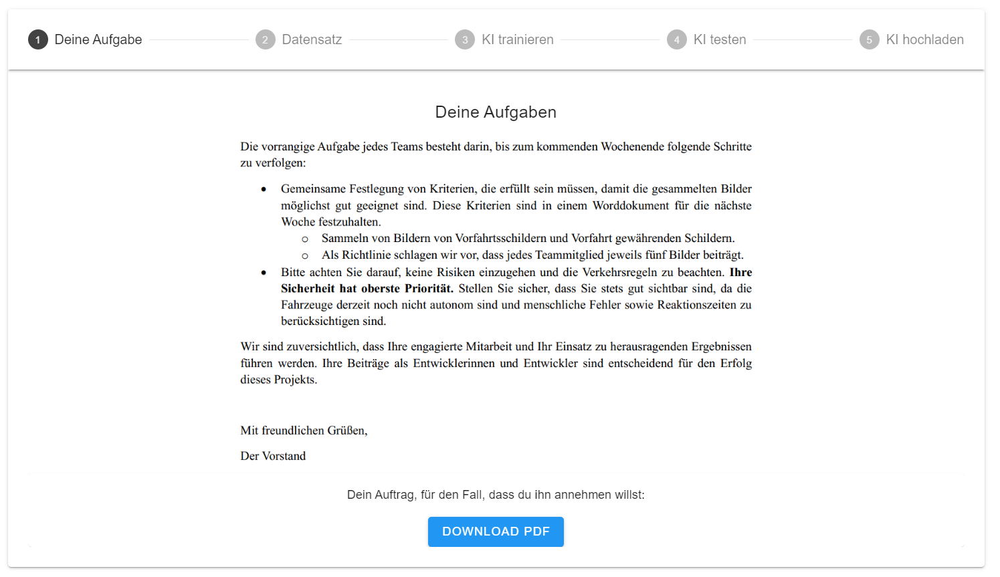 1 Deine Aufgabe 2 Datensatz 3 KI trainieren 4 KI testen 5 KI hochladen
Deine Aufgaben
Die vorrangige Aufgabe jedes Teams besteht darin, bis zum kommenden Wochenende folgende Schritte
zu verfolgen:
• Gemeinsame Festlegung von Kriterien, die erfüllt sein müssen, damit die gesammelten Bilder
möglichst gut geeignet sind. Diese Kriterien sind in einem Worddokument für die nächste
Woche festzuhalten.
o Sammeln von Bildern von Vorfahrtsschildern und Vorfahrt gewährenden Schildern.
o Als Richtlinie schlagen wir vor, dass jedes Teammitglied jeweils fünf Bilder beiträgt.
• Bitte achten Sie darauf, keine Risiken einzugehen und die Verkehrsregeln zu beachten. Ihre
Sicherheit hat oberste Priorität. Stellen Sie sicher, dass Sie stets gut sichtbar sind, da die
Fahrzeuge derzeit noch nicht autonom sind und menschliche Fehler sowie Reaktionszeiten zu
berücksichtigen sind.
Wir sind zuversichtlich, dass Ihre engagierte Mitarbeit und Ihr Einsatz zu herausragenden Ergebnissen
führen werden. Ihre Beiträge als Entwicklerinnen und Entwickler sind entscheidend für den Erfolg
dieses Projekts.
Mit freundlichen Grüßen,
Der Vorstand
Dein Auftrag, für den Fall, dass du ihn annehmen willst:
DOWNLOAD PDF